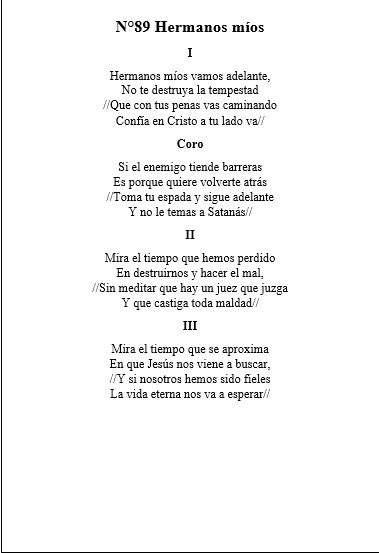 N°89 Hermanos míos
I
Hermanos míos vamos adelante,
No te destruya la tempestad
//Que con tus penas vas caminando
Confía en Cristo a tu lado va//
Coro
Si el enemigo tiende barreras
Es porque quiere volverte atrás
//Toma tu espada y sigue adelante
Y no le temas a Satanás//
II
Mira el tiempo que hemos perdido
En destruirnos y hacer el mal,
//Sin meditar que hay un juez que juzga
Y que castiga toda maldad//
III
Mira el tiempo que se aproxima
En que Jesús nos viene a buscar,
//Y si nosotros hemos sido fieles
La vida eterna nos va a esperar//